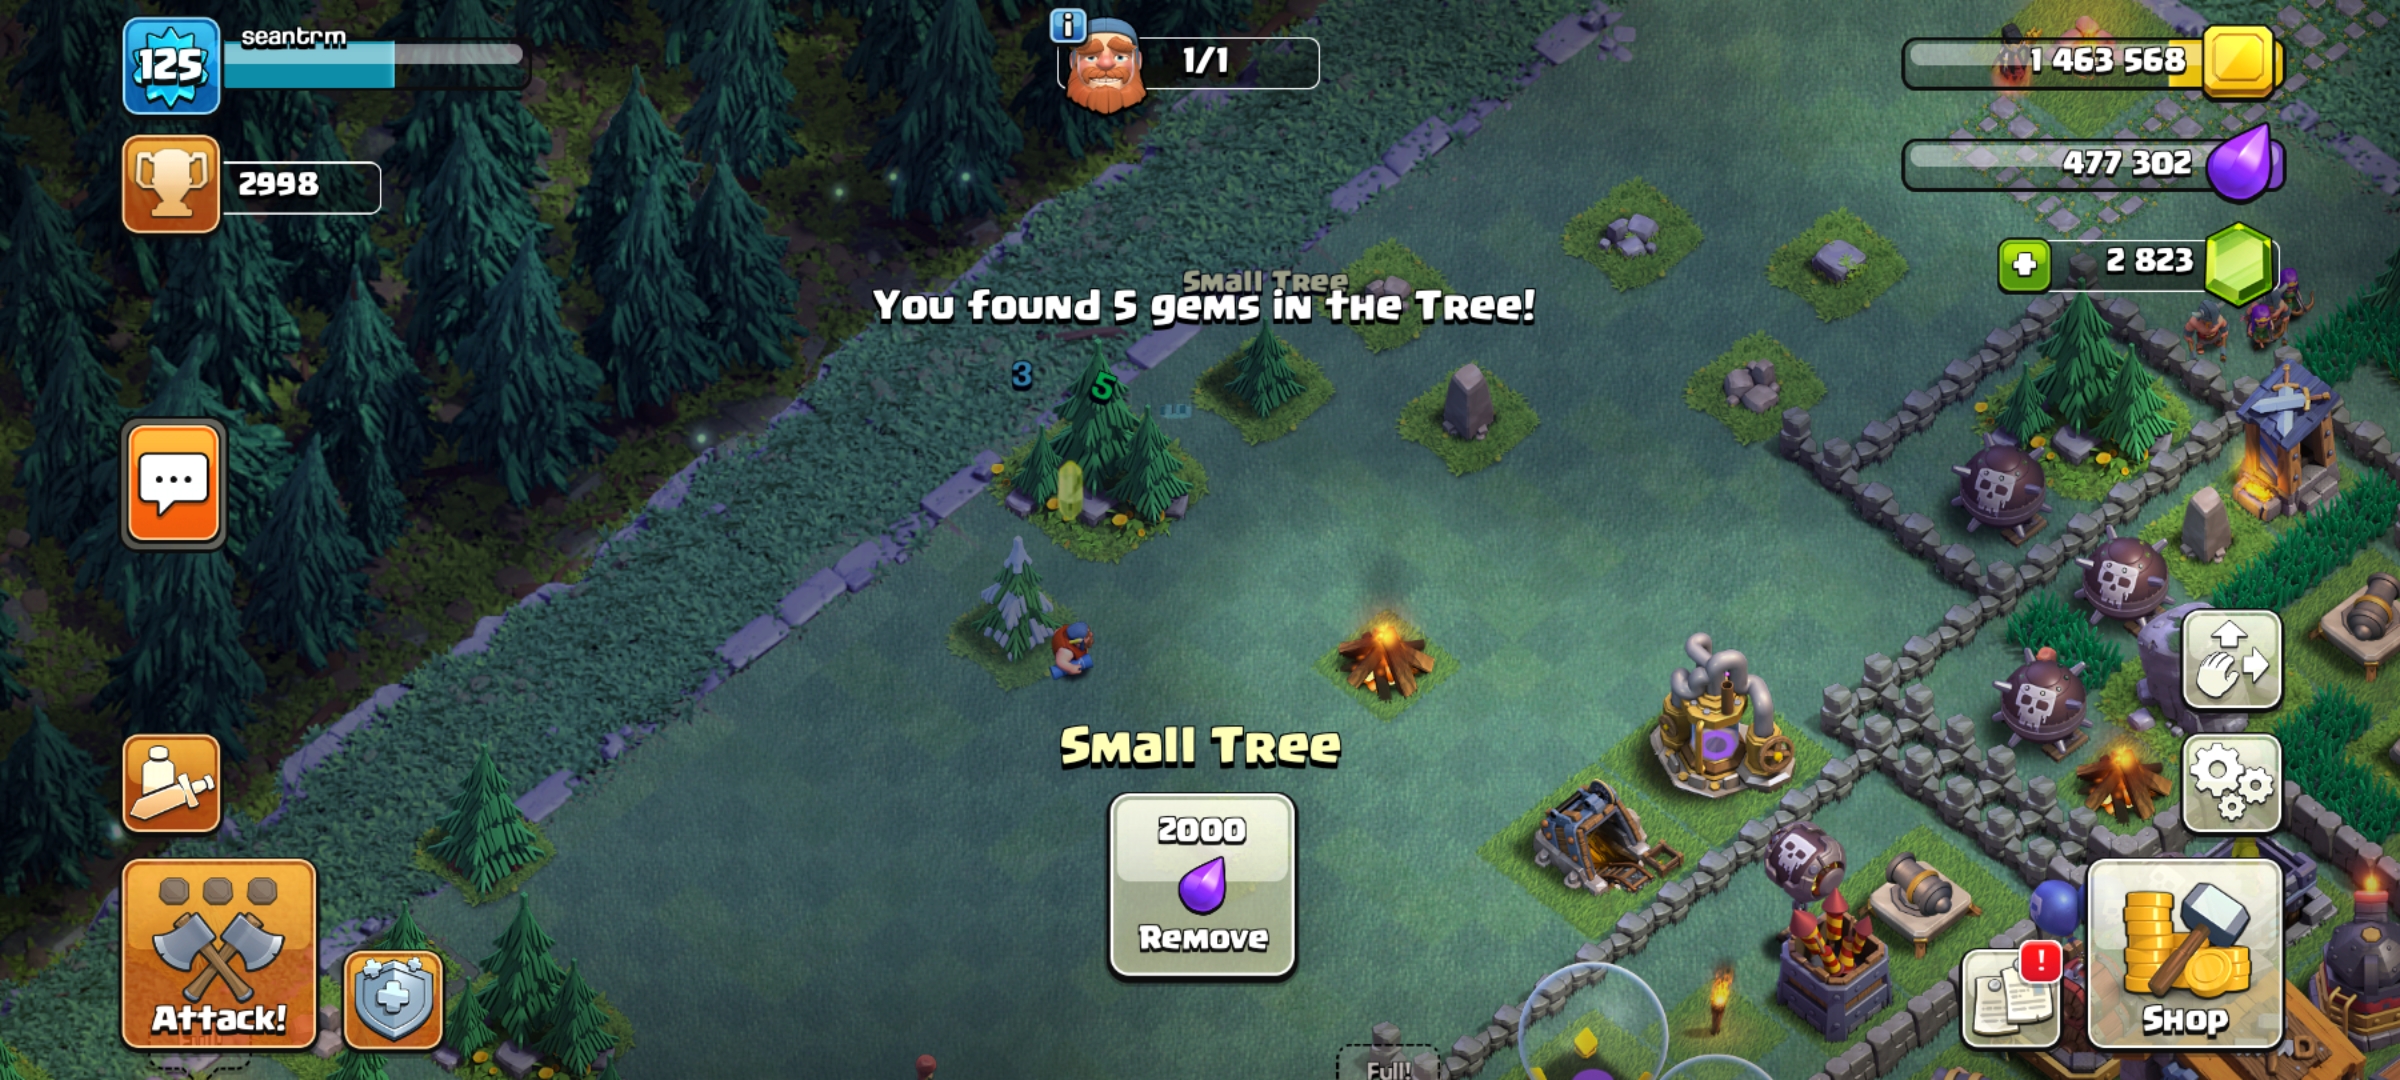 125
seantrm
1/1
1 463 568
2998
477 302
2 823
Small Tree
You found 5 gems in the Tree!
3
5
Small Tree
2000
Remove
Attack!
!
Shop
Full!